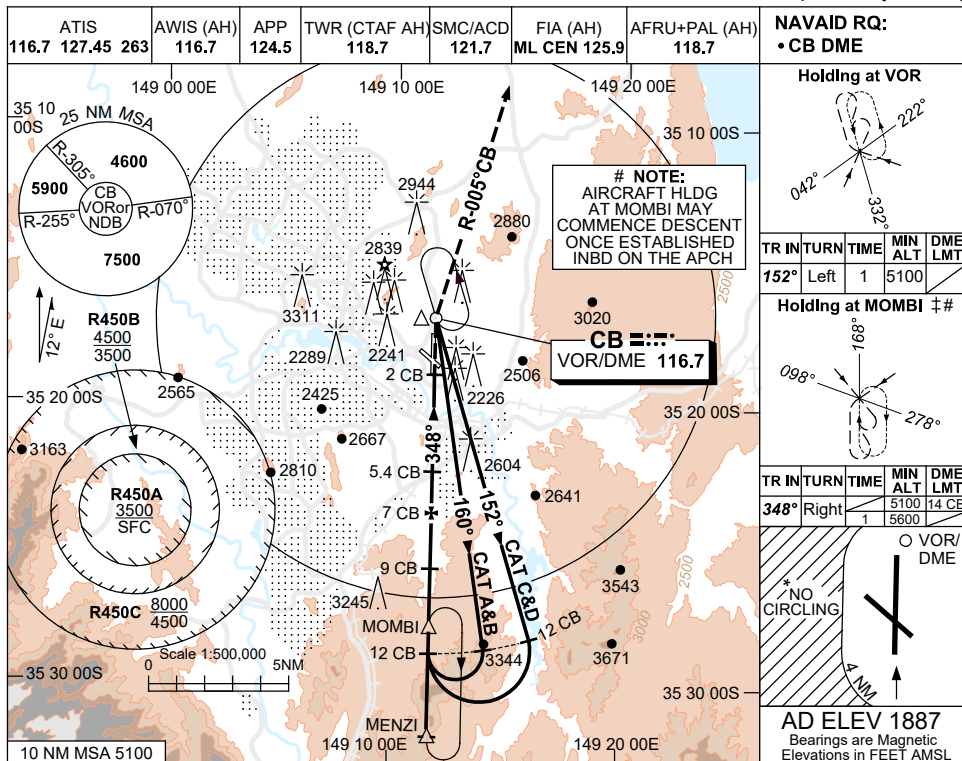 ATIS
116.7 127.45 263
AWIS (AH)
116.7
APP
124.5
TWR (CTAF AH)
118.7
SMC/ACD
121.7
FIA (AH)
ML CEN 125.9
AFRU+PAL (AH)
118.7
NAVAID RQ:
• CB DME
149 00 00E
149 10 00E
149 20 00E
35 10
00S
35 10 00S
25 NM MSA
R-305°
4600
5900
CB
VORor
NDB
R-255°
R-070°
7500
12° E
R-005°CB
2944
2880
2839
3311
2289
2241
# NOTE:
AIRCRAFT HLDG
AT MOMBI MAY
COMMENCE DESCENT
ONCE ESTABLISHED
INBD ON THE APCH
2500
3020
CB
VOR/DME 116.7
R450B
4500
3500
2 CB
2506
2226
2565
35 20 00S
35 20 00S
2425
2667
3163
2810
348°
5.4 CB
2604
2641
R450A
3500
SFC
7 CB
160°
152°
CAT A&B
CAT C&D
9 CB
3543
2500
3000
3245
R450C
8000
4500
MOMBI
12 CB
12 CB
3344
3671
Scale 1:500,000
0
5NM
35 30 00S
35 30 00S
MENZI
149 10 00E
149 20 00E
10 NM MSA 5100
Holding at VOR
222°
042°
332°
TR IN TURN TIME MIN ALT DME LMT
152° Left 1 5100
Holding at MOMBI ‡#
168°
098°
278°
TR IN TURN TIME MIN ALT DME LMT
348° Right 5100 14 CB
1 5600
VOR/
DME
*
NO
CIRCLING
4 NM
AD ELEV 1887
Bearings are Magnetic
Elevations in FEET AMSL